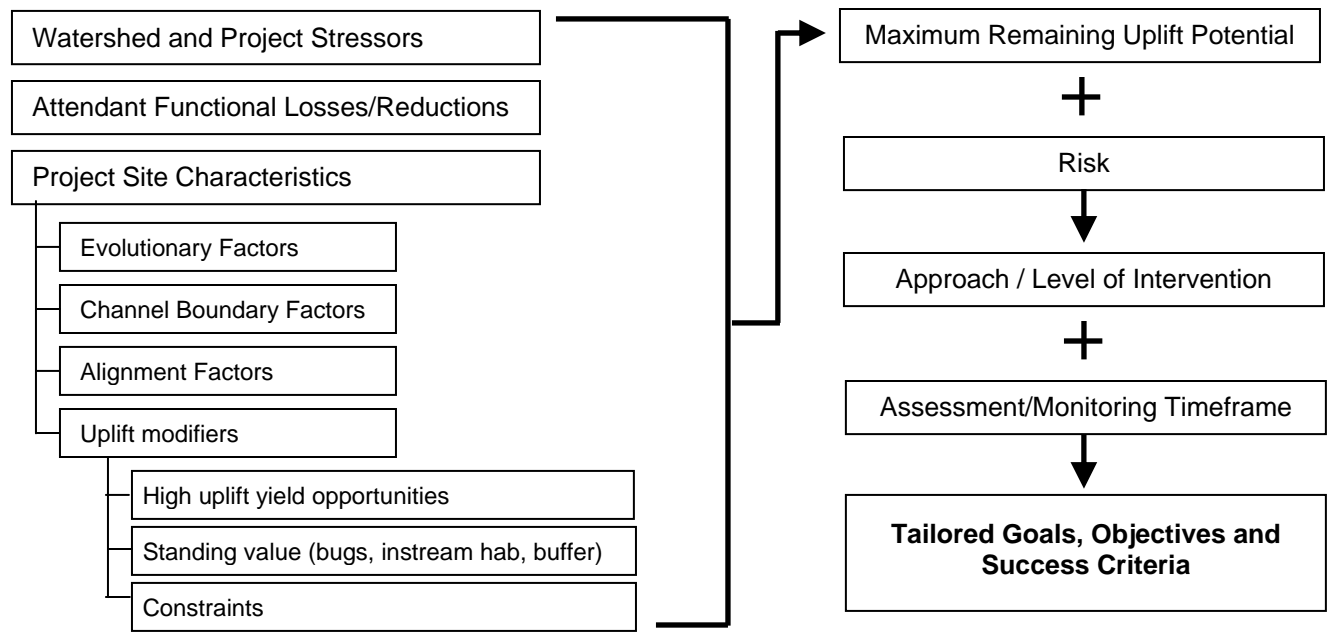 Watershed and Project Stressors
Attendant Functional Losses/Reductions
Project Site Characteristics
Evolutionary Factors
Channel Boundary Factors
Alignment Factors
Uplift modifiers
High uplift yield opportunities
Standing value (bugs, instream hab, buffer)
Constraints
Maximum Remaining Uplift Potential
+
Risk
Approach / Level of Intervention
+
Assessment/Monitoring Timeframe
Tailored Goals, Objectives and
Success Criteria